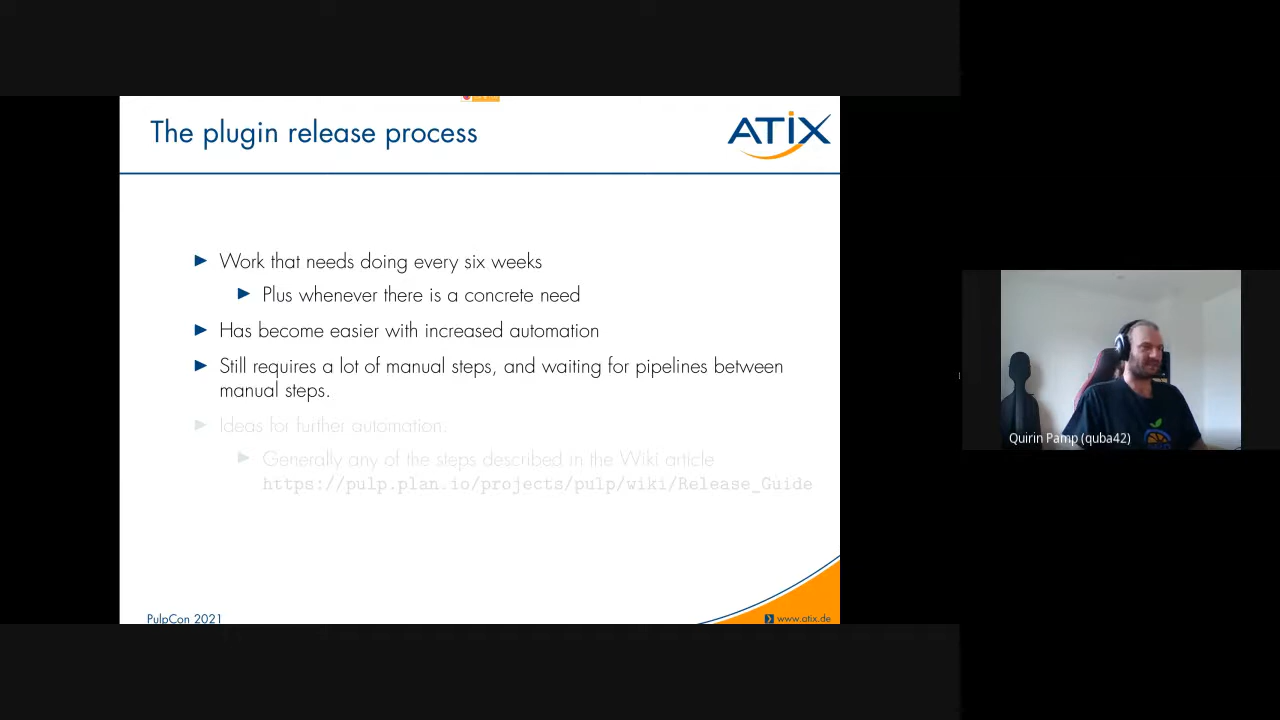 The plugin release process
ATIX
Work that needs doing every six weeks
Plus whenever there is a concrete need
Has become easier with increased automation
Still requires a lot of manual steps, and waiting for pipelines between
manual steps.
Ideas for further automation:
Generally any of the steps described in the Wiki article
https://pulp.plan.io/projects/pulp/wiki/Release_Guide
PulpCon 2021
www.atix.de
Quirin Pamp (quba42)